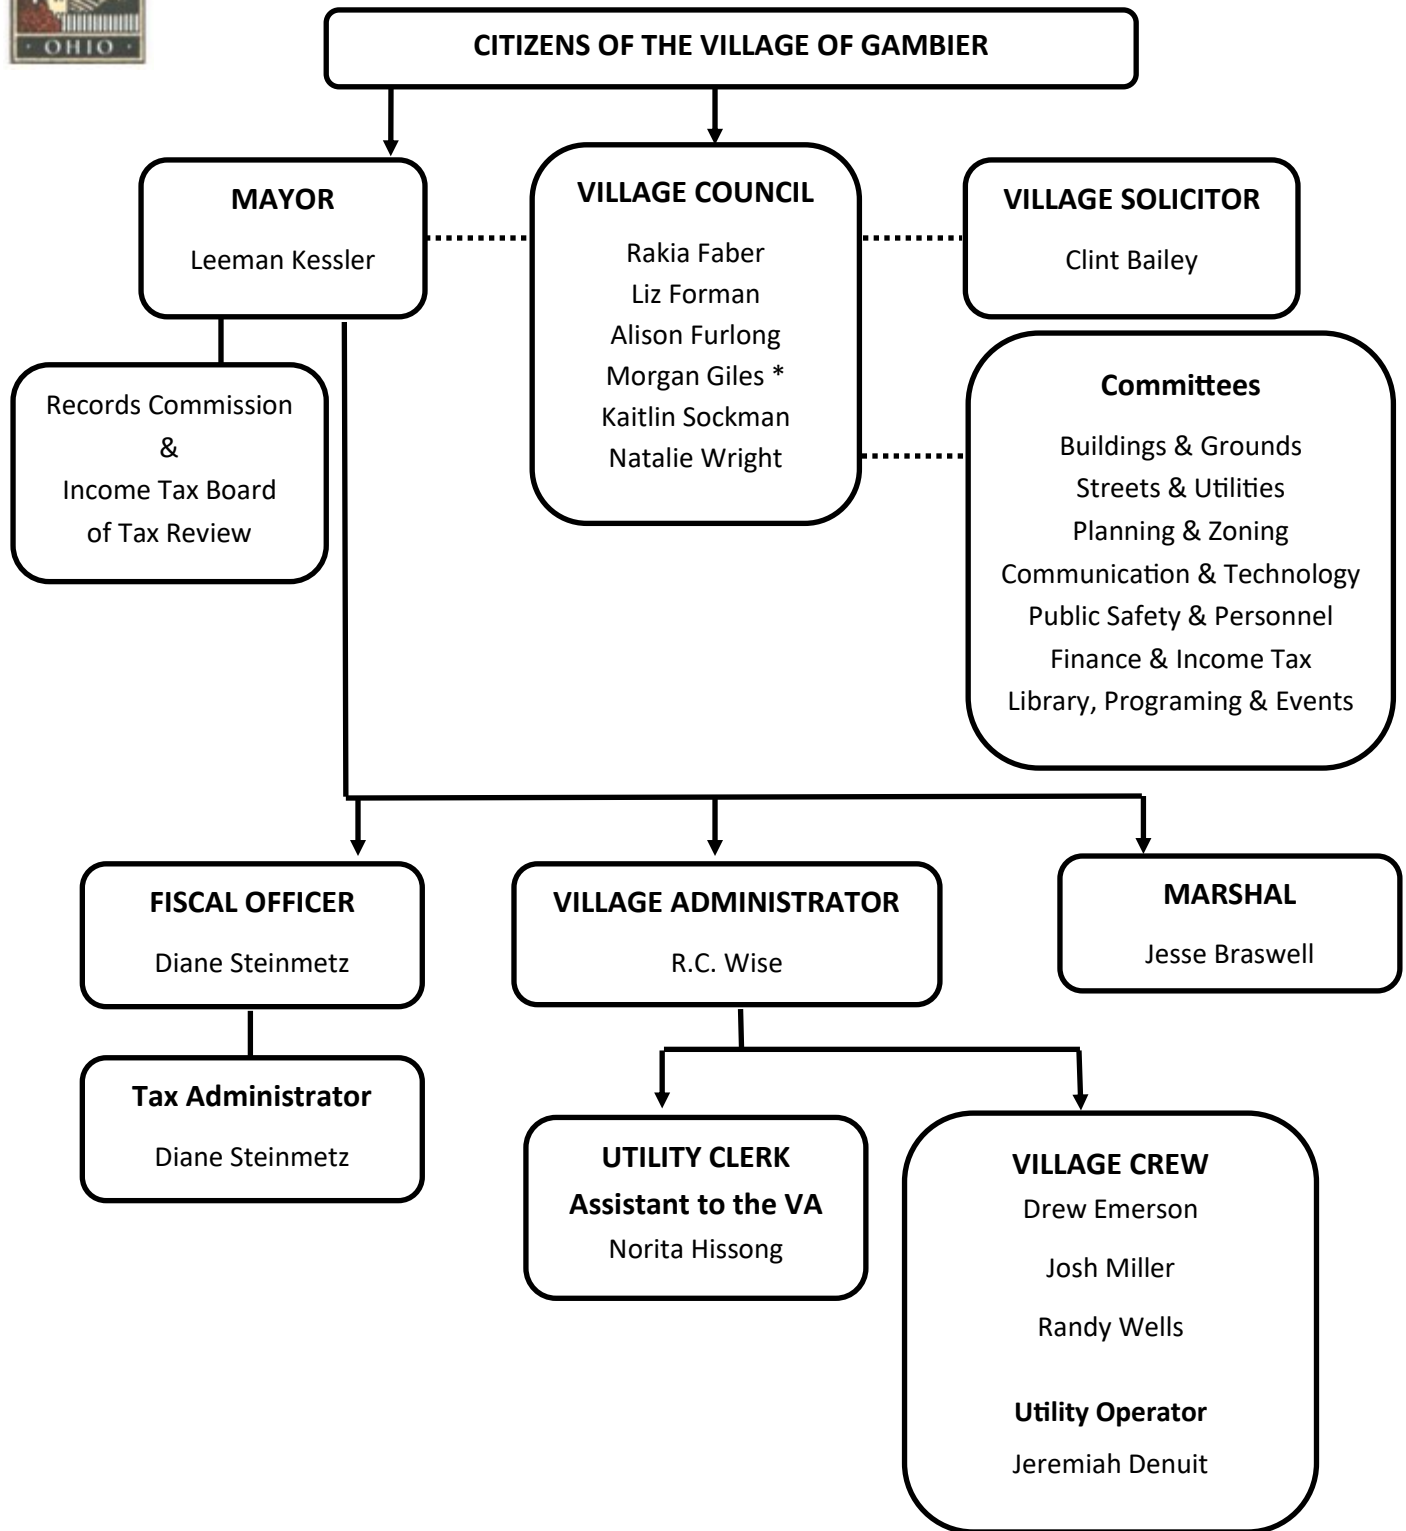 · OHIO ·
CITIZENS OF THE VILLAGE OF GAMBIER
MAYOR
Leeman Kessler
VILLAGE COUNCIL
Rakia Faber
Liz Forman
Alison Furlong
Morgan Giles *
Kaitlin Sockman
Natalie Wright
VILLAGE SOLICITOR
Clint Bailey
Records Commission
&
Income Tax Board
of Tax Review
Committees
Buildings & Grounds
Streets & Utilities
Planning & Zoning
Communication & Technology
Public Safety & Personnel
Finance & Income Tax
Library, Programing & Events
FISCAL OFFICER
Diane Steinmetz
VILLAGE ADMINISTRATOR
R.C. Wise
MARSHAL
Jesse Braswell
Tax Administrator
Diane Steinmetz
UTILITY CLERK
Assistant to the VA
Norita Hissong
VILLAGE CREW
Drew Emerson
Josh Miller
Randy Wells
Utility Operator
Jeremiah Denuit